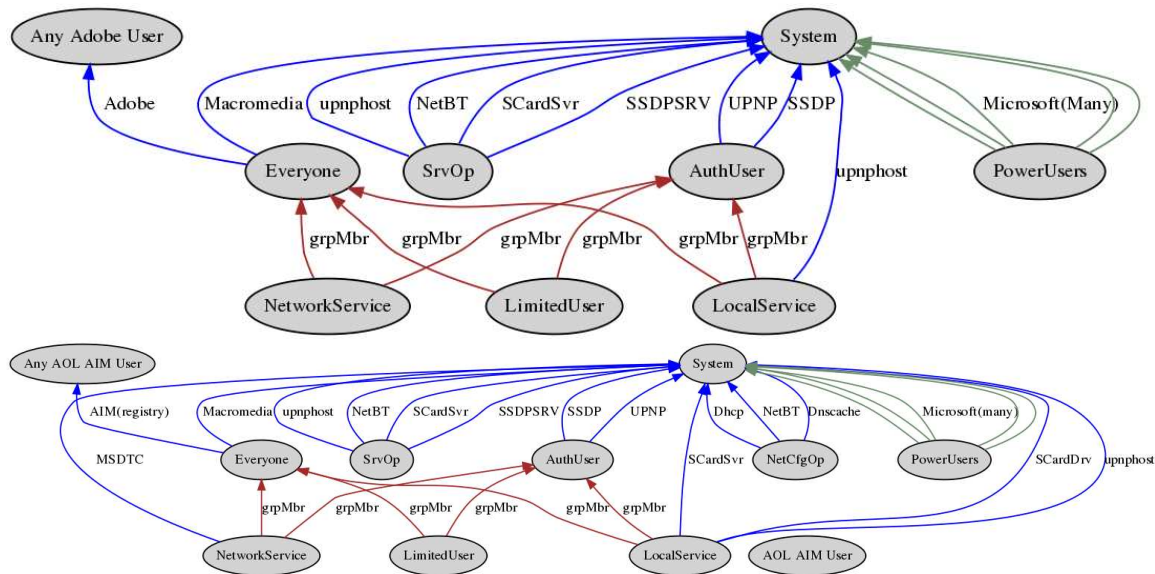 Any Adobe User
System
Adobe
Macromedia
upnphost
NetBT
SCardSvr
SSDPSRV
UPNP
SSDP
Microsoft(Many)
Everyone
SrvOp
AuthUser
upnphost
PowerUsers
grpMbr
grpMbr
grpMbr
grpMbr
grpMbr
NetworkService
LimitedUser
LocalService
Any AOL AIM User
System
AIM(registry)
Macromedia
upnphost
NetBT
SCardSvr
SSDPSRV
SSDP
UPNP
Dhcp
NetBT
Dnscache
Microsoft(many)
MSDTC
Everyone
SrvOp
AuthUser
SCardSvr
NetCfgOp
PowerUsers
SCardDrv
upnphost
grpMbr
grpMbr
grpMbr
grpMbr
grpMbr
grpMbr
NetworkService
LimitedUser
LocalService
AOL AIM User